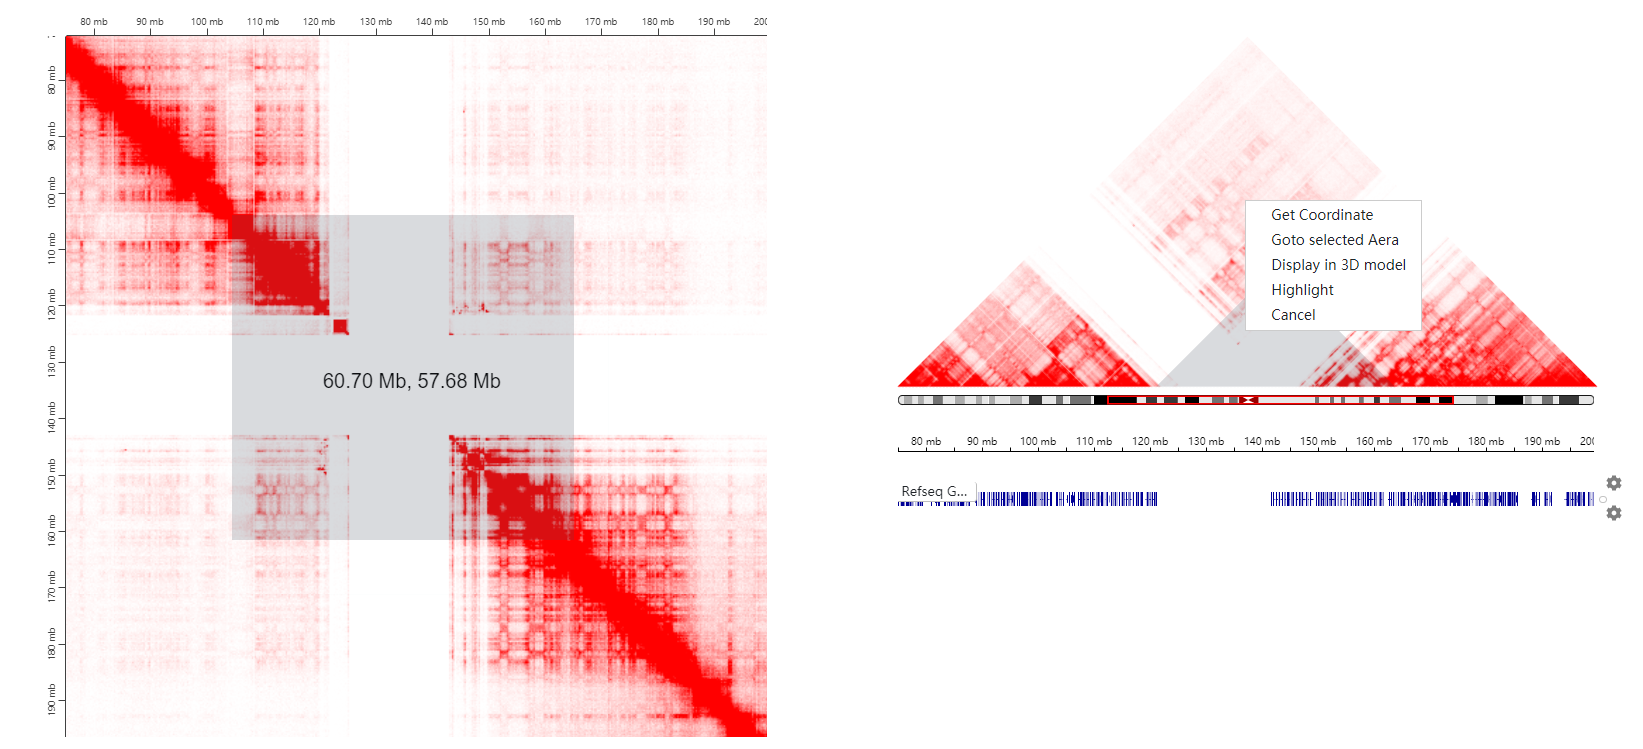 80 mb 90 mb 100 mb 110 mb 120 mb 130 mb 140 mb 150 mb 160 mb 170 mb 180 mb 190 mb 200
80 mb
90 mb
100 mb
110 mb
120 mb
130 mb
140 mb
150 mb
160 mb
170 mb
180 mb
190 mb
60.70 Mb, 57.68 Mb
Get Coordinate
Goto selected Aera
Display in 3D model
Highlight
Cancel
80 mb 90 mb 100 mb 110 mb 120 mb 130 mb 140 mb 150 mb 160 mb 170 mb 180 mb 190 mb
Refseq G...